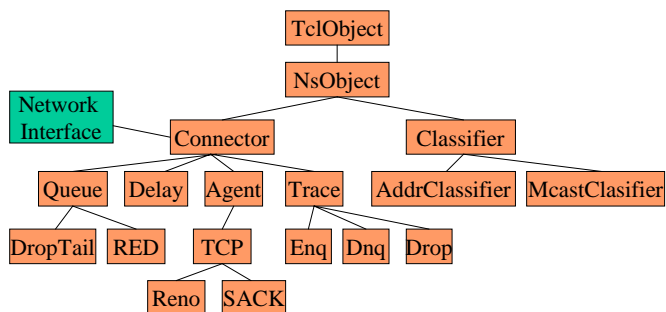 TclObject
NsObject
Network
Interface
Connector
Classifier
Queue
Delay
Agent
Trace
AddrClassifier
McastClasifier
DropTail
RED
TCP
Enq
Dnq
Drop
Reno
SACK